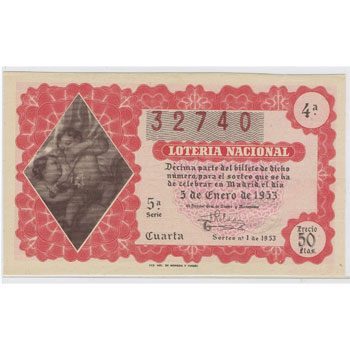 4ª
32740
LOTERIA NACIONAL
Décima parte del billete de dicho
número, para el sorteo que se ha
de celebrar en Madrid, el día
5 de Enero de 1953
5ª
Serie
Cuarta
Sorteo nº 1 de 1953
Precio
50
Ptas.